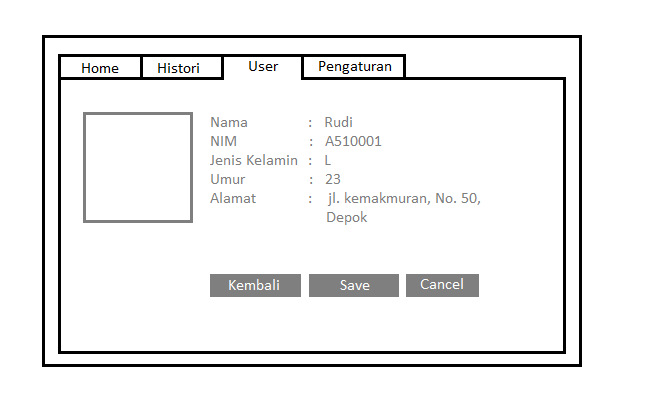 Home Histori User Pengaturan
Nama : Rudi
NIM : A510001
Jenis Kelamin : L
Umur : 23
Alamat : jl. kemakmuran, No. 50,
Depok
Kembali Save Cancel